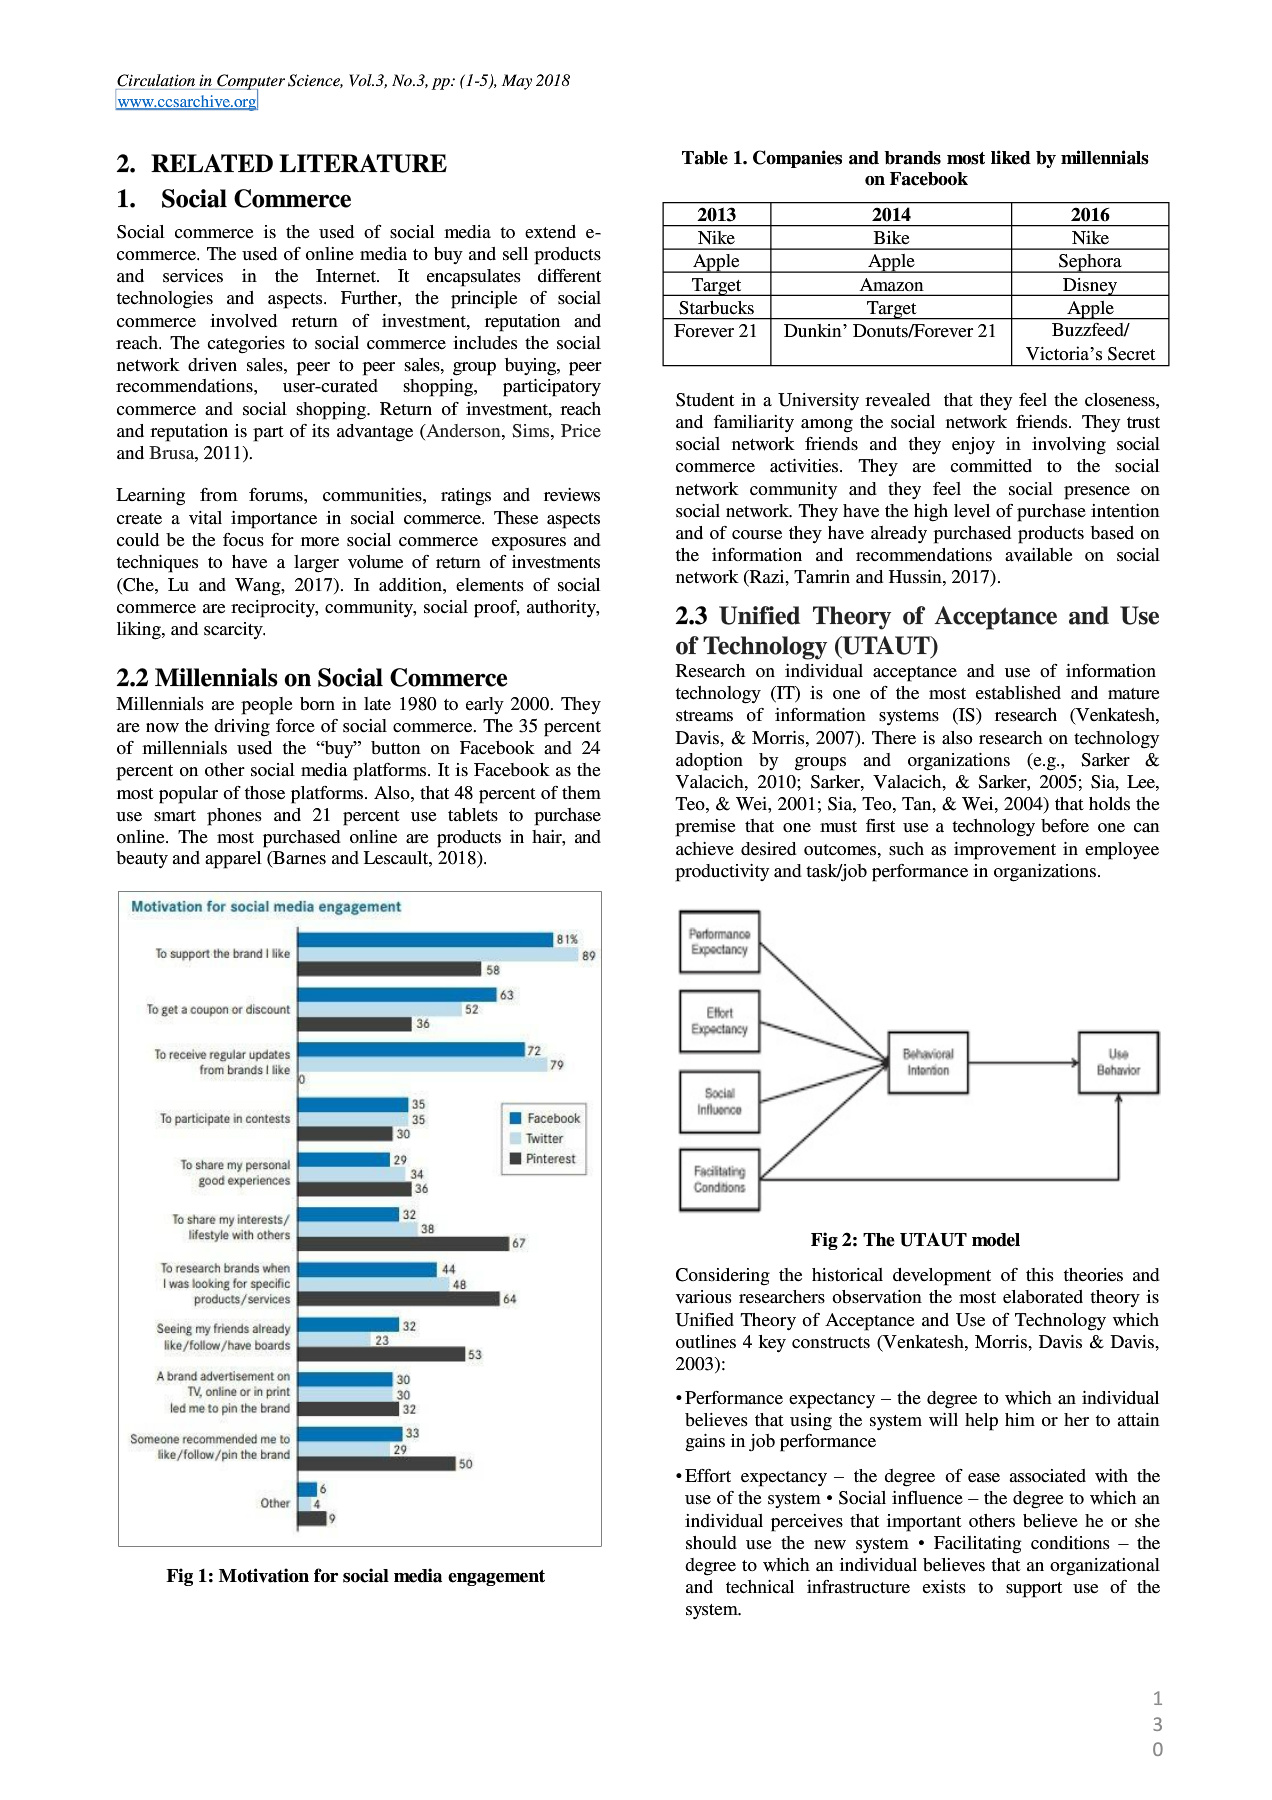 Circulation in Computer Science, Vol.3, No.3, pp: (1-5), May 2018
www.ccsarchive.org
2. RELATED LITERATURE
1. Social Commerce
Social commerce is the used of social media to extend e-
commerce. The used of online media to buy and sell products
and services in the Internet. It encapsulates different
technologies and aspects. Further, the principle of social
commerce involved return of investment, reputation and
reach. The categories to social commerce includes the social
network driven sales, peer to peer sales, group buying, peer
recommendations, user-curated shopping, participatory
commerce and social shopping. Return of investment, reach
and reputation is part of its advantage (Anderson, Sims, Price
and Brusa, 2011).
Learning from forums, communities, ratings and reviews
create a vital importance in social commerce. These aspects
could be the focus for more social commerce exposures and
techniques to have a larger volume of return of investments
(Che, Lu and Wang, 2017). In addition, elements of social
commerce are reciprocity, community, social proof, authority,
liking, and scarcity.
2.2 Millennials on Social Commerce
Millennials are people born in late 1980 to early 2000. They
are now the driving force of social commerce. The 35 percent
of millennials used the “buy” button on Facebook and 24
percent on other social media platforms. It is Facebook as the
most popular of those platforms. Also, that 48 percent of them
use smart phones and 21 percent use tablets to purchase
online. The most purchased online are products in hair, and
beauty and apparel (Barnes and Lescault, 2018).
Motivation for social media engagement
To support the brand I like
81%
89
58
To get a coupon or discount
63
52
36
To receive regular updates
from brands I like
72
79
0
To participate in contests
35
35
30
Facebook
Twitter
Pinterest
To share my personal
good experiences
29
34
36
To share my interests/
lifestyle with others
32
38
67
To research brands when
I was looking for specific
products/services
44
48
64
Seeing my friends already
like/follow/have boards
32
23
53
A brand advertisement on
TV, online or in print
led me to pin the brand
30
30
32
Someone recommended me to
like/follow/pin the brand
33
29
50
Other
6
4
9
Fig 1: Motivation for social media engagement
Table 1. Companies and brands most liked by millennials
on Facebook
2013 2014 2016
Nike Bike Nike
Apple Apple Sephora
Target Amazon Disney
Starbucks Target Apple
Forever 21 Dunkin’ Donuts/Forever 21 Buzzfeed/
Victoria’s Secret
Student in a University revealed that they feel the closeness,
and familiarity among the social network friends. They trust
social network friends and they enjoy in involving social
commerce activities. They are committed to the social
network community and they feel the social presence on
social network. They have the high level of purchase intention
and of course they have already purchased products based on
the information and recommendations available on social
network (Razi, Tamrin and Hussin, 2017).
2.3 Unified Theory of Acceptance and Use
of Technology (UTAUT)
Research on individual acceptance and use of information
technology (IT) is one of the most established and mature
streams of information systems (IS) research (Venkatesh,
Davis, & Morris, 2007). There is also research on technology
adoption by groups and organizations (e.g., Sarker &
Valacich, 2010; Sarker, Valacich, & Sarker, 2005; Sia, Lee,
Teo, & Wei, 2001; Sia, Teo, Tan, & Wei, 2004) that holds the
premise that one must first use a technology before one can
achieve desired outcomes, such as improvement in employee
productivity and task/job performance in organizations.
Performance
Expectancy
Effort
Expectancy
Social
Influence
Facilitating
Conditions
Behavioral
Intention
Use
Behavior
Fig 2: The UTAUT model
Considering the historical development of this theories and
various researchers observation the most elaborated theory is
Unified Theory of Acceptance and Use of Technology which
outlines 4 key constructs (Venkatesh, Morris, Davis & Davis,
2003):
• Performance expectancy – the degree to which an individual
believes that using the system will help him or her to attain
gains in job performance
• Effort expectancy – the degree of ease associated with the
use of the system • Social influence – the degree to which an
individual perceives that important others believe he or she
should use the new system • Facilitating conditions – the
degree to which an individual believes that an organizational
and technical infrastructure exists to support use of the
system.
1
3
0